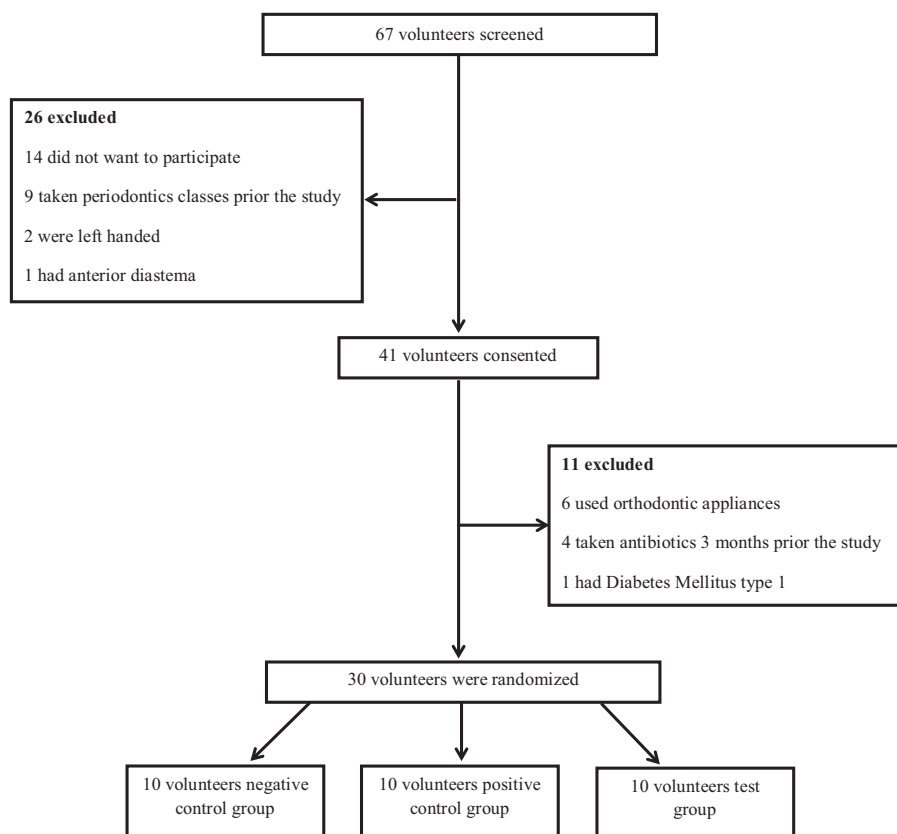 67 volunteers screened
26 excluded
14 did not want to participate
9 taken periodontics classes prior the study
2 were left handed
1 had anterior diastema
41 volunteers consented
11 excluded
6 used orthodontic appliances
4 taken antibiotics 3 months prior the study
1 had Diabetes Mellitus type 1
30 volunteers were randomized
10 volunteers negative
control group
10 volunteers positive
control group
10 volunteers test
group